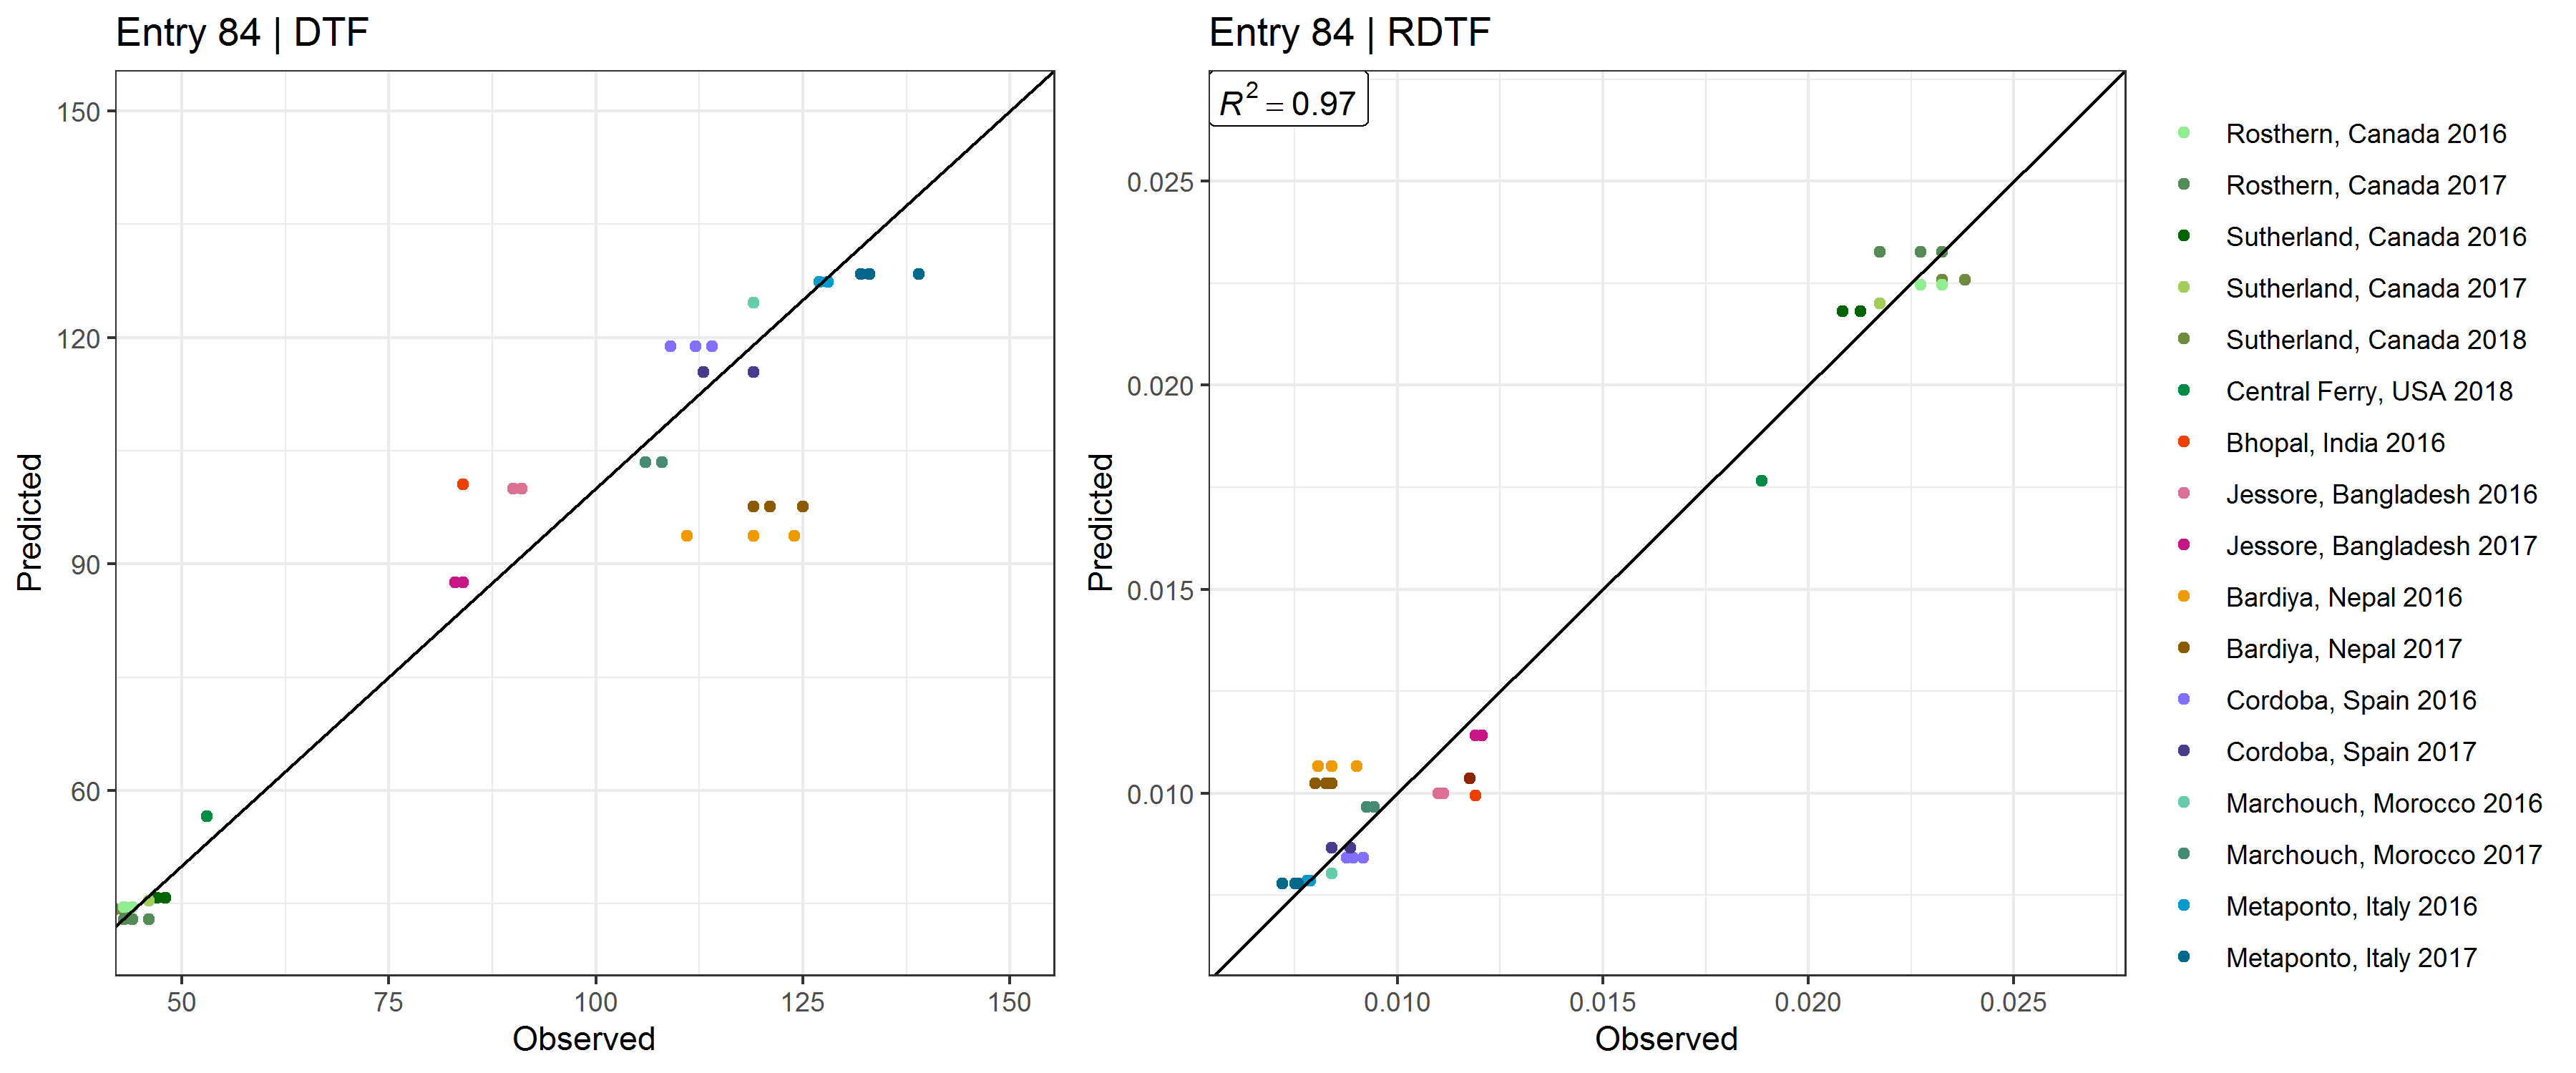 Entry 84 | DTF
Predicted
150
120
90
60
50 75 100 125 150
Observed
Entry 84 | RDTF
R² = 0.97
Predicted
0.025
0.020
0.015
0.010
0.010 0.015 0.020 0.025
Observed
Rosthern, Canada 2016
Rosthern, Canada 2017
Sutherland, Canada 2016
Sutherland, Canada 2017
Sutherland, Canada 2018
Central Ferry, USA 2018
Bhopal, India 2016
Jessore, Bangladesh 2016
Jessore, Bangladesh 2017
Bardiya, Nepal 2016
Bardiya, Nepal 2017
Cordoba, Spain 2016
Cordoba, Spain 2017
Marchouch, Morocco 2016
Marchouch, Morocco 2017
Metaponto, Italy 2016
Metaponto, Italy 2017